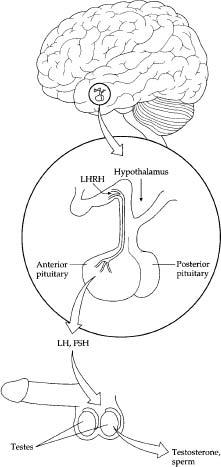 Hypothalamus
LHRH
Anterior
pituitary
Posterior
pituitary
LH, FSH
Testes
Testosterone,
sperm